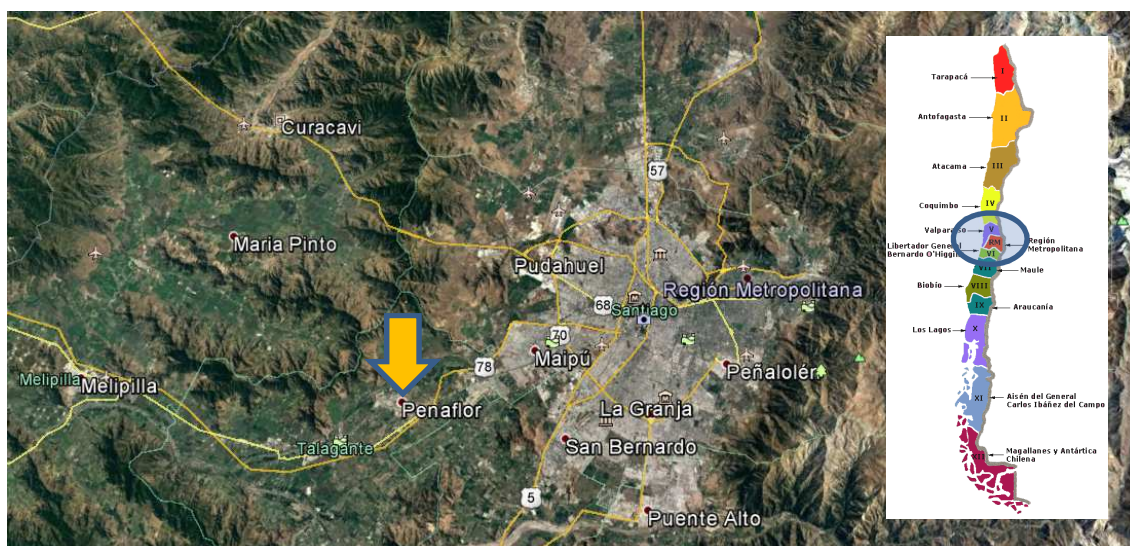 Curacavi
57
Maria Pinto
Pudahuel
Región Metropolitana
68
Santiago
70
Maipú
78
Peñalolén
Melipilla
Melipilla
Penaflor
La Granja
Talagante
San Bernardo
5
Puente Alto
I
Tarapacá
II
Antofagasta
III
Atacama
IV
Coquimbo
V
Valparaíso
RM
Región
Metropolitana
Libertador General
Bernardo O'Higgins
VI
VII
Maule
VIII
Biobío
IX
Araucanía
X
Los Lagos
XI
Aisén del General
Carlos Ibáñez del Campo
XII
Magallanes y Antártica
Chilena